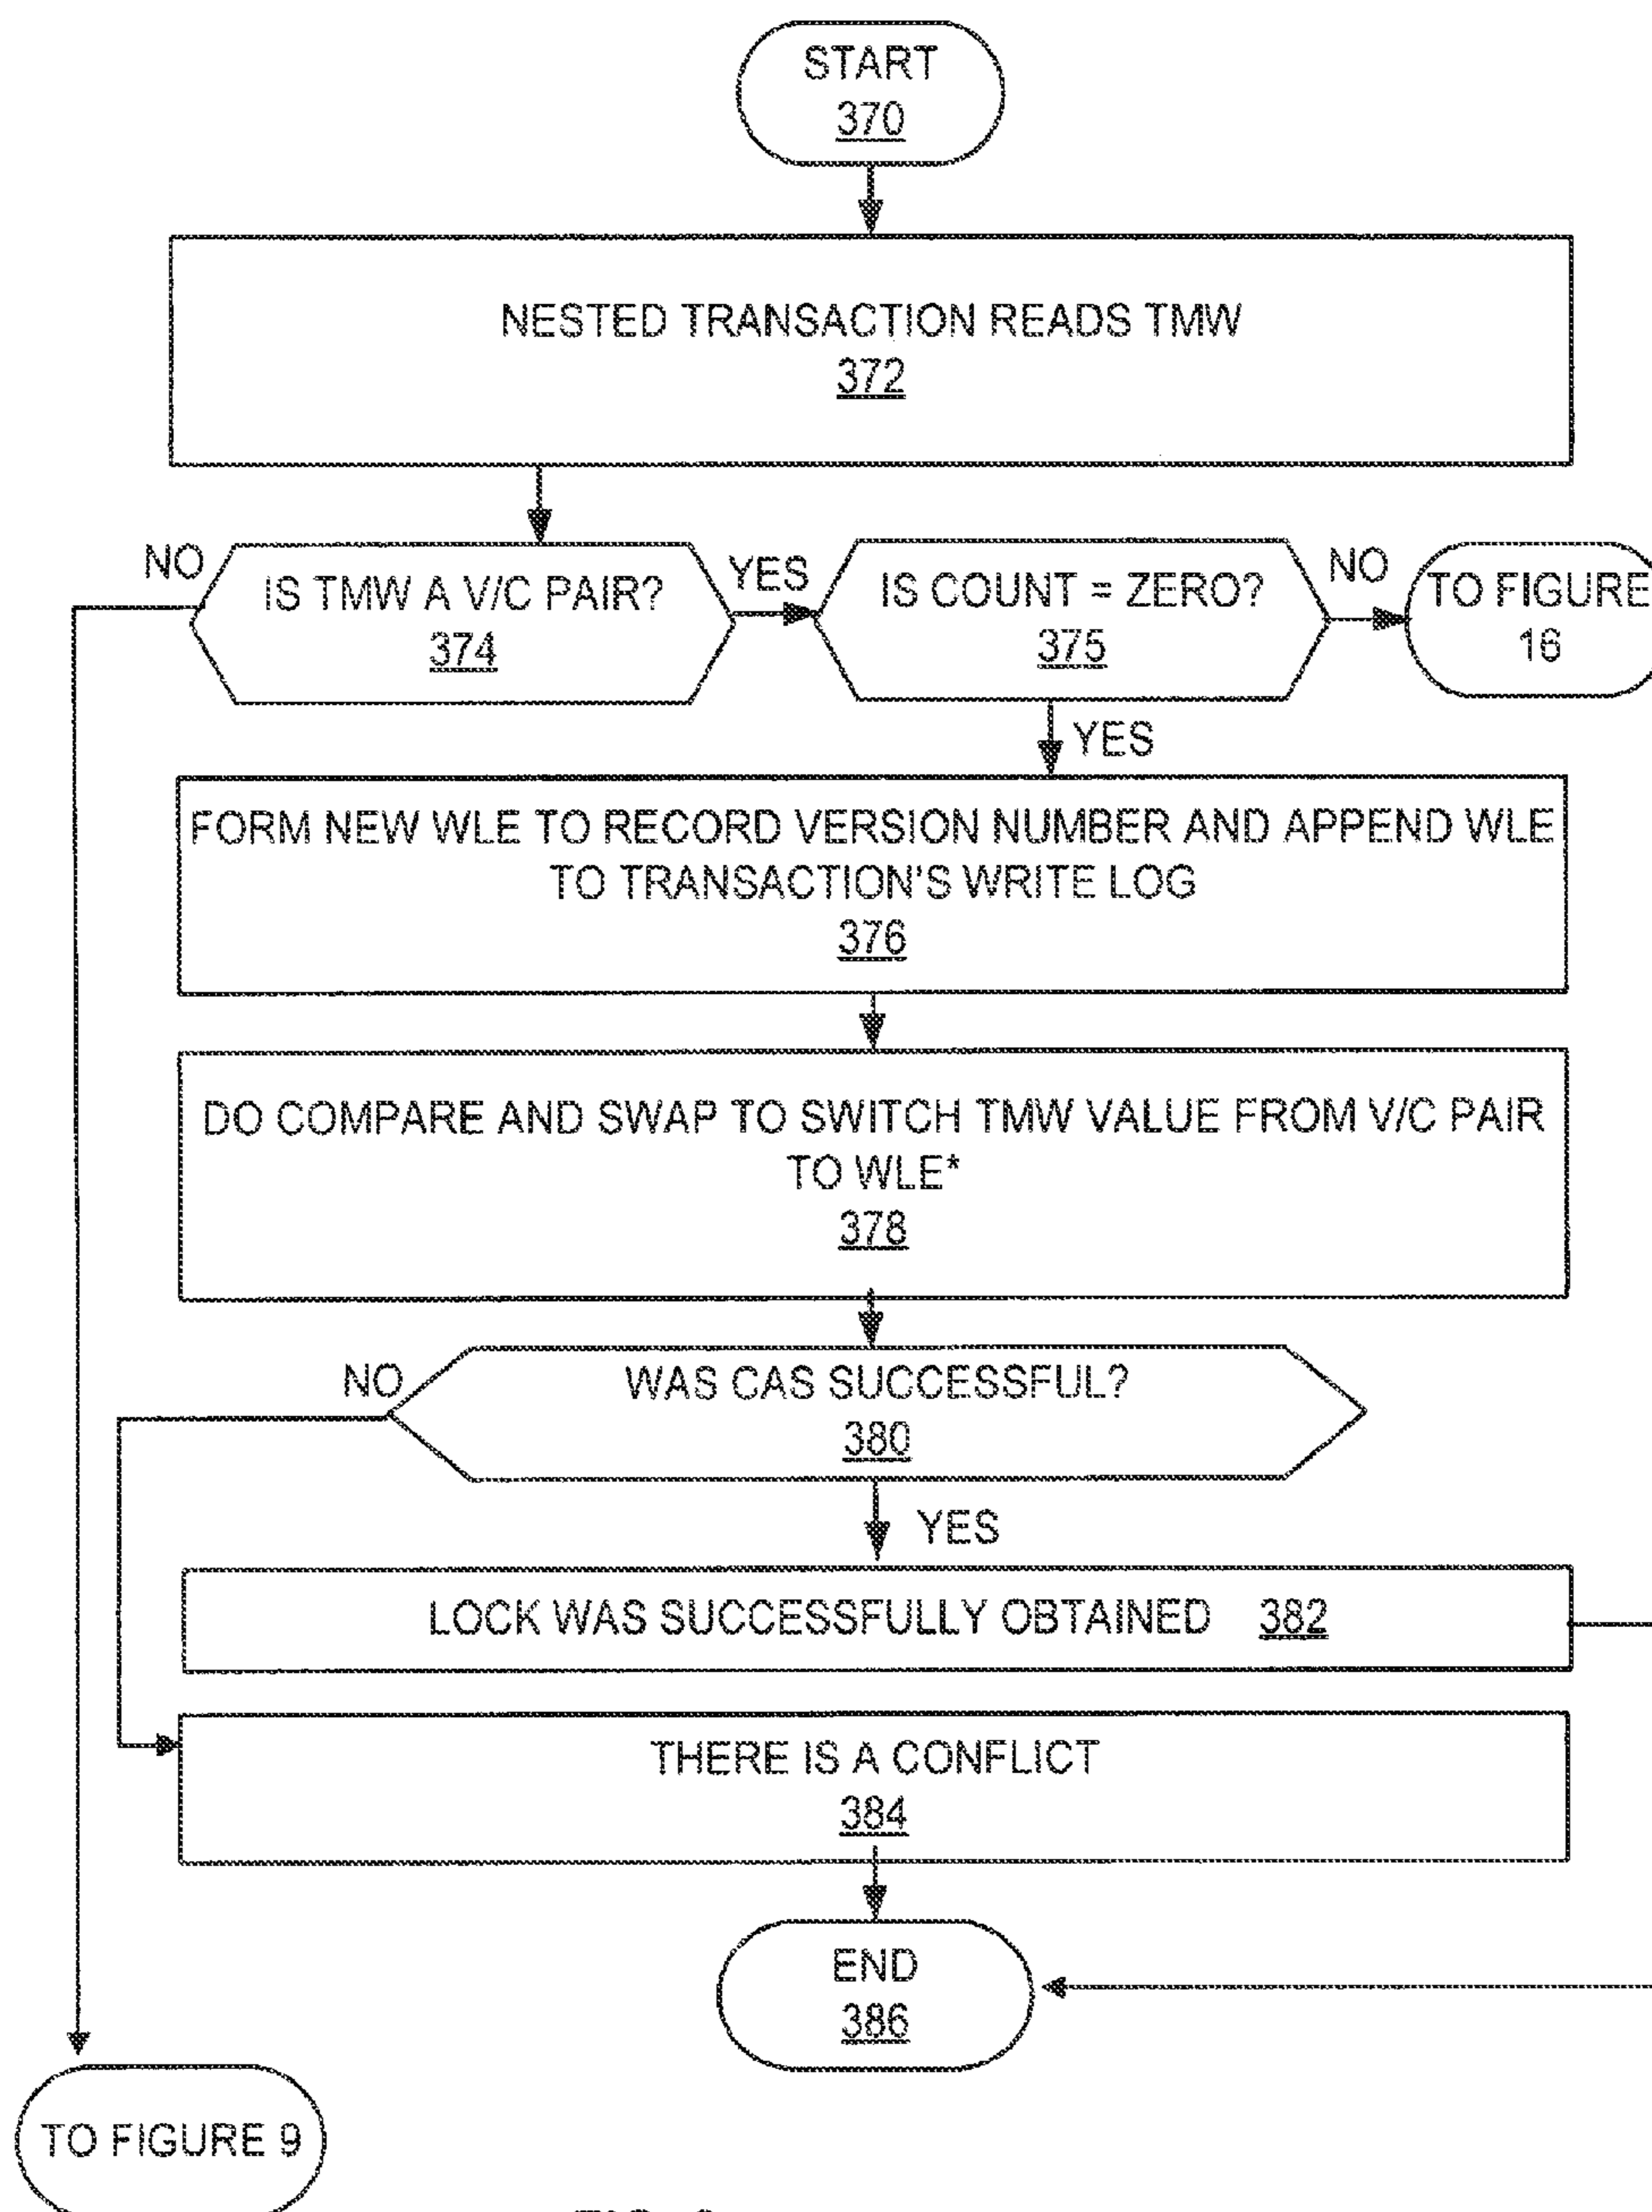 START
370
NESTED TRANSACTION READS TMW
372
NO
IS TMW A V/C PAIR?
374
YES
IS COUNT = ZERO?
375
NO
TO FIGURE
16
YES
FORM NEW WLE TO RECORD VERSION NUMBER AND APPEND WLE
TO TRANSACTION'S WRITE LOG
376
DO COMPARE AND SWAP TO SWITCH TMW VALUE FROM V/C PAIR
TO WLE*
378
NO
WAS CAS SUCCESSFUL?
380
YES
LOCK WAS SUCCESSFULLY OBTAINED 382
THERE IS A CONFLICT
384
END
386
TO FIGURE 9